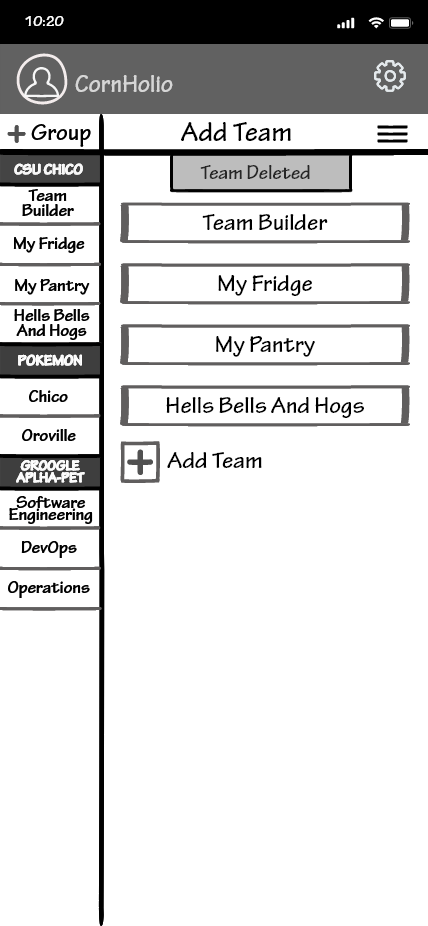 10:20
CornHolio
+ Group
Add Team
CSU CHICO
Team
Builder
My Fridge
My Pantry
Hells Bells
And Hogs
POKEMON
Chico
Oroville
GROOGLE
APLHA-PET
Software
Engineering
DevOps
Operations
Team Deleted
Team Builder
My Fridge
My Pantry
Hells Bells And Hogs
+ Add Team